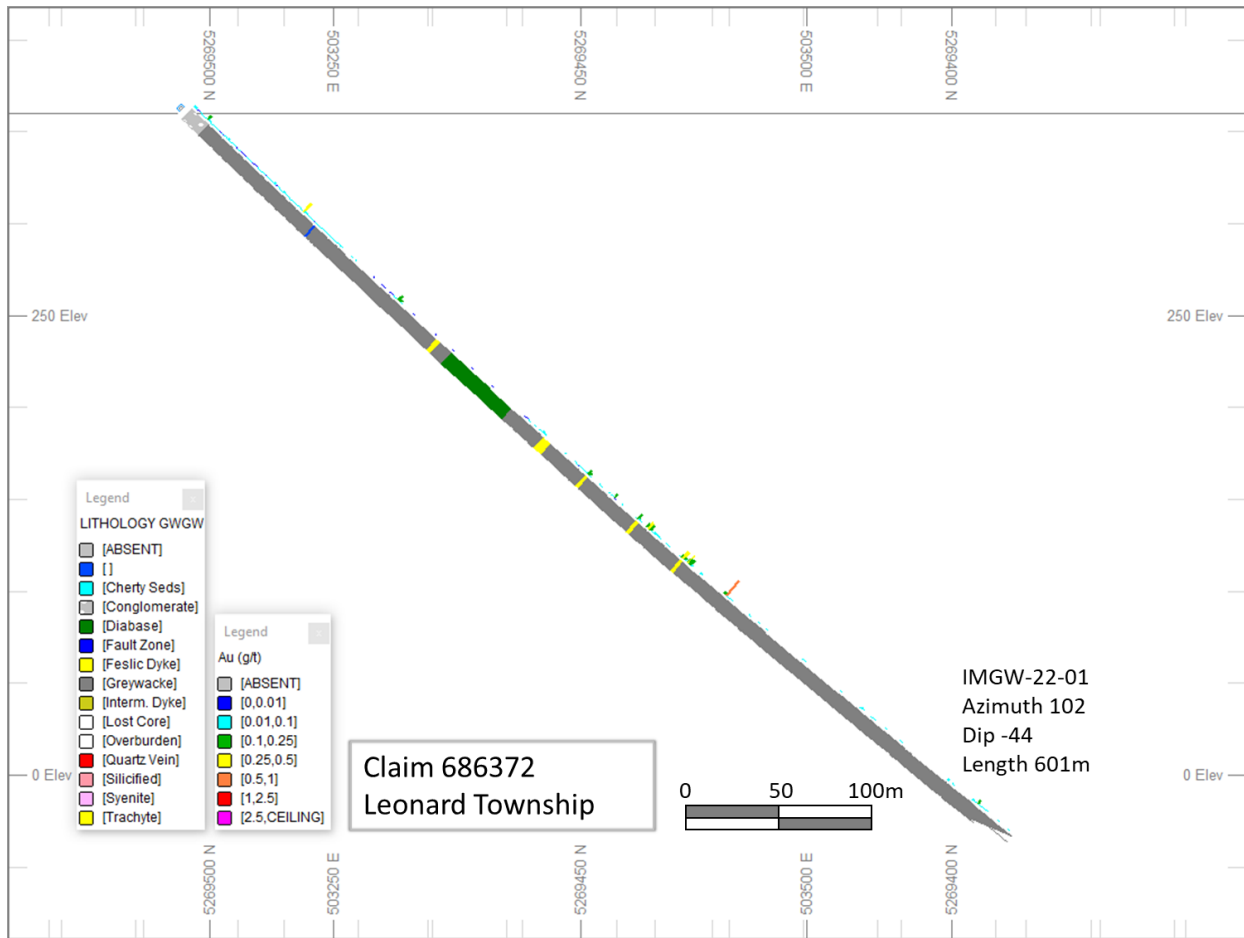 5269500 N
503250 E
5269450 N
503500 E
5269400 N
250 Elev
250 Elev
Legend
x
LITHOLOGY GWGW
[ABSENT]
[ ]
[Cherty Seds]
[Conglomerate]
[Diabase]
[Fault Zone]
[Feslic Dyke]
[Greywacke]
[Interm. Dyke]
[Lost Core]
[Overburden]
[Quartz Vein]
[Silicified]
[Syenite]
[Trachyte]
Legend
x
Au (g/t)
[ABSENT]
[0,0.01]
[0.01,0.1]
[0.1,0.25]
[0.25,0.5]
[0.5,1]
[1,2.5]
[2.5,CEILING]
IMGW-22-01
Azimuth 102
Dip -44
Length 601m
0 Elev
0 Elev
Claim 686372
Leonard Township
0 50 100m
5269500 N
503250 E
5269450 N
503500 E
5269400 N